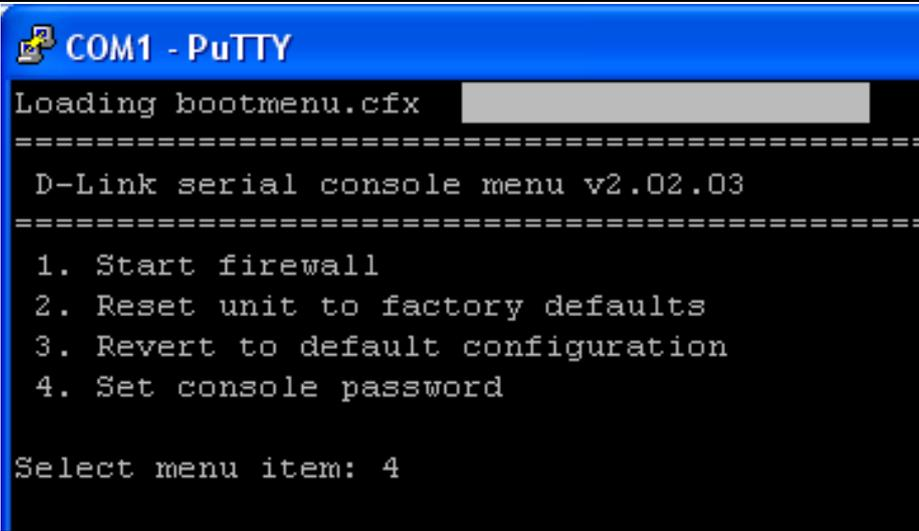 COM1 - PuTTY
Loading bootmenu.cfx
============================================
D-Link serial console menu v2.02.03
============================================
1. Start firewall
2. Reset unit to factory defaults
3. Revert to default configuration
4. Set console password
Select menu item: 4